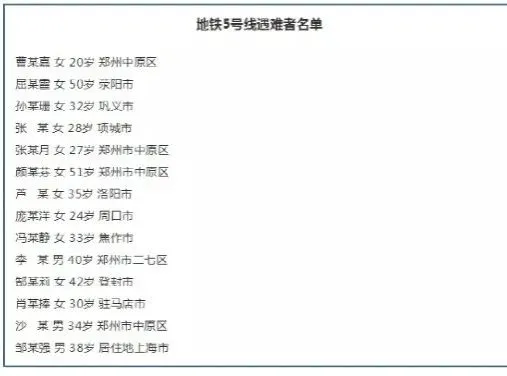 地铁5号线遇难者名单
曹某嘉 女 20岁 郑州中原区
屈某雪 女 50岁 荥阳市
孙某珊 女 32岁 巩义市
张 某 女 28岁 项城市
张某月 女 27岁 郑州市中原区
颜某芬 女 51岁 郑州市中原区
芦 某 女 35岁 洛阳市
庞某洋 女 24岁 周口市
冯某静 女 33岁 焦作市
李 某 男 40岁 郑州市二七区
郜某莉 女 42岁 登封市
肖某捧 女 30岁 驻马店市
沙 某 男 34岁 郑州市中原区
邹某强 男 38岁 居住地上海市